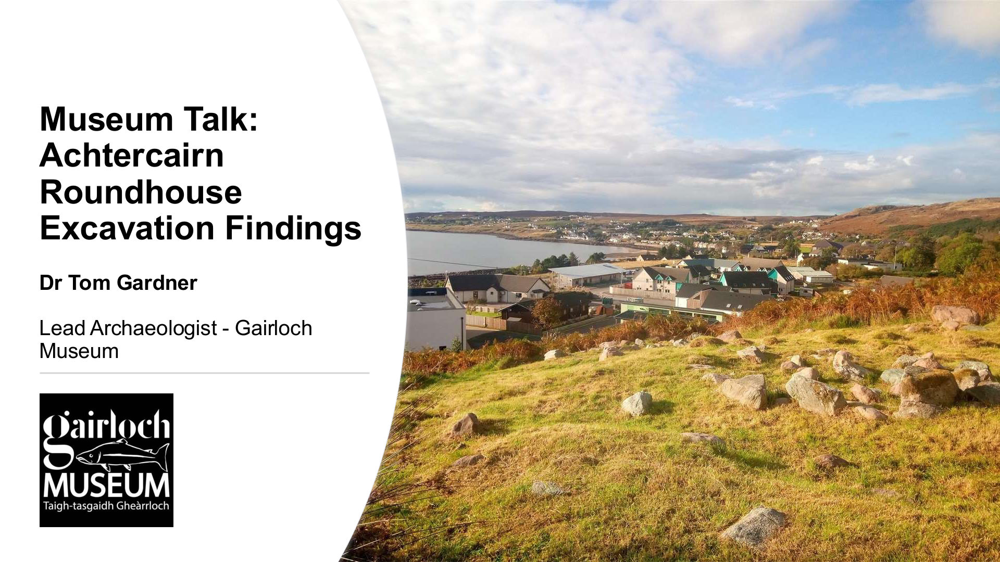 Museum Talk:
Achtercairn
Roundhouse
Excavation Findings
Dr Tom Gardner
Lead Archaeologist - Gairloch
Museum
gairloch
MUSEUM
Taigh-tasgaidh Gheàrrloch